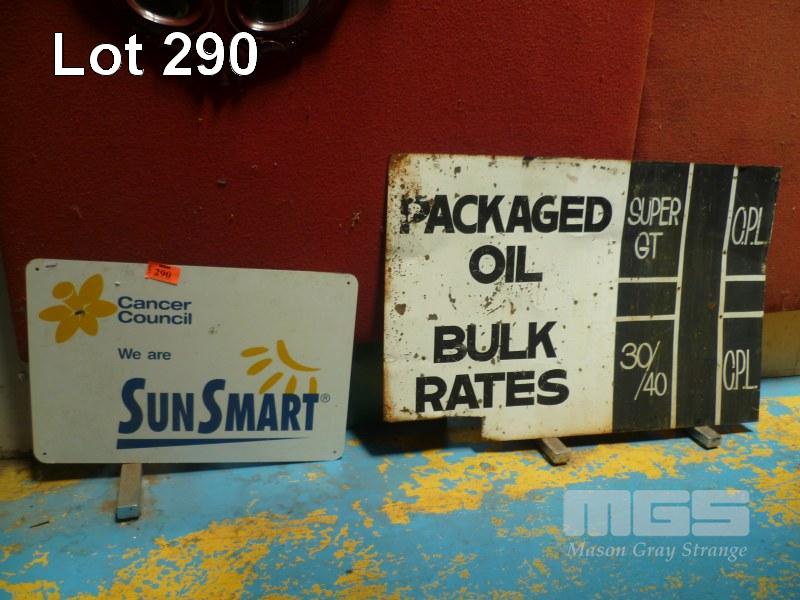 Lot 290
290
Cancer
Council
We are
SunSmart®
PACKAGED
OIL
BULK
RATES
SUPER
GT
C.P.L.
30/
/40
C.P.L.
MGS
Mason Gray Strange